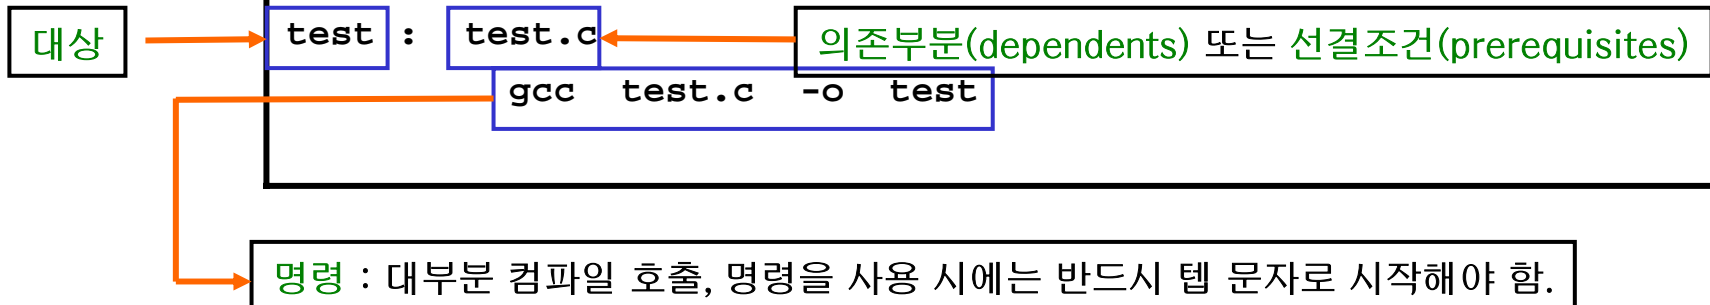 대상
test : test.c
의존부분(dependents) 또는 선결조건(prerequisites)
gcc test.c -o test
명령 : 대부분 컴파일 호출, 명령을 사용 시에는 반드시 텝 문자로 시작해야 함.